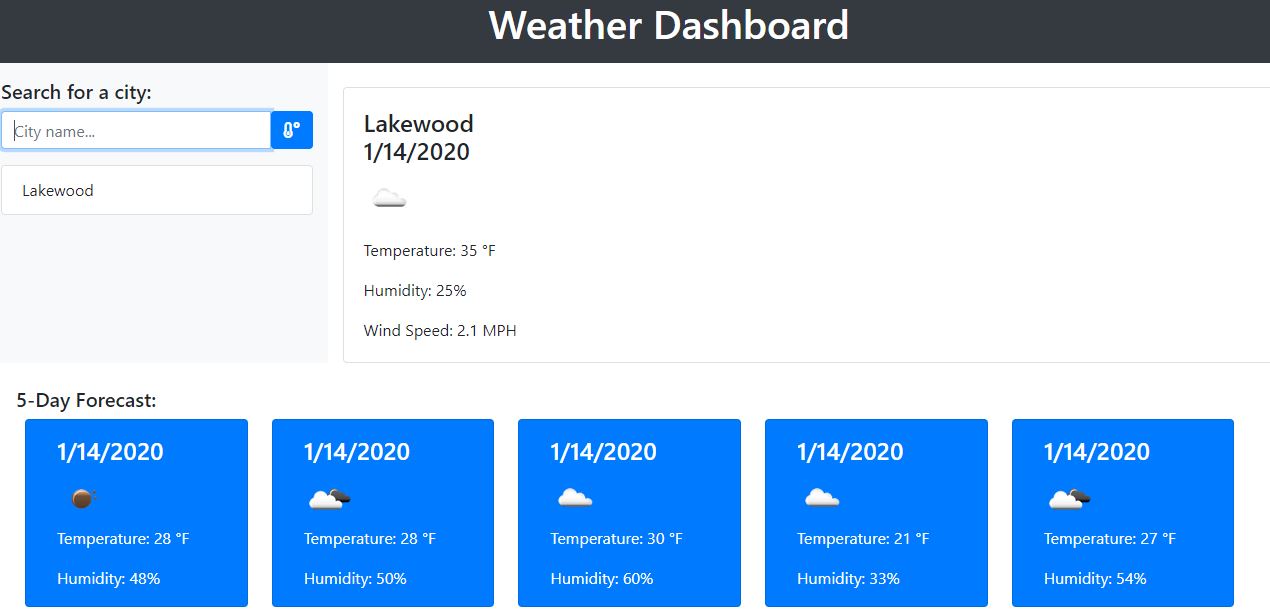 Weather Dashboard
Search for a city:
City name...
Lakewood
Lakewood
1/14/2020
Temperature: 35 °F
Humidity: 25%
Wind Speed: 2.1 MPH
5-Day Forecast:
1/14/2020
Temperature: 28 °F
Humidity: 48%
1/14/2020
Temperature: 28 °F
Humidity: 50%
1/14/2020
Temperature: 30 °F
Humidity: 60%
1/14/2020
Temperature: 21 °F
Humidity: 33%
1/14/2020
Temperature: 27 °F
Humidity: 54%